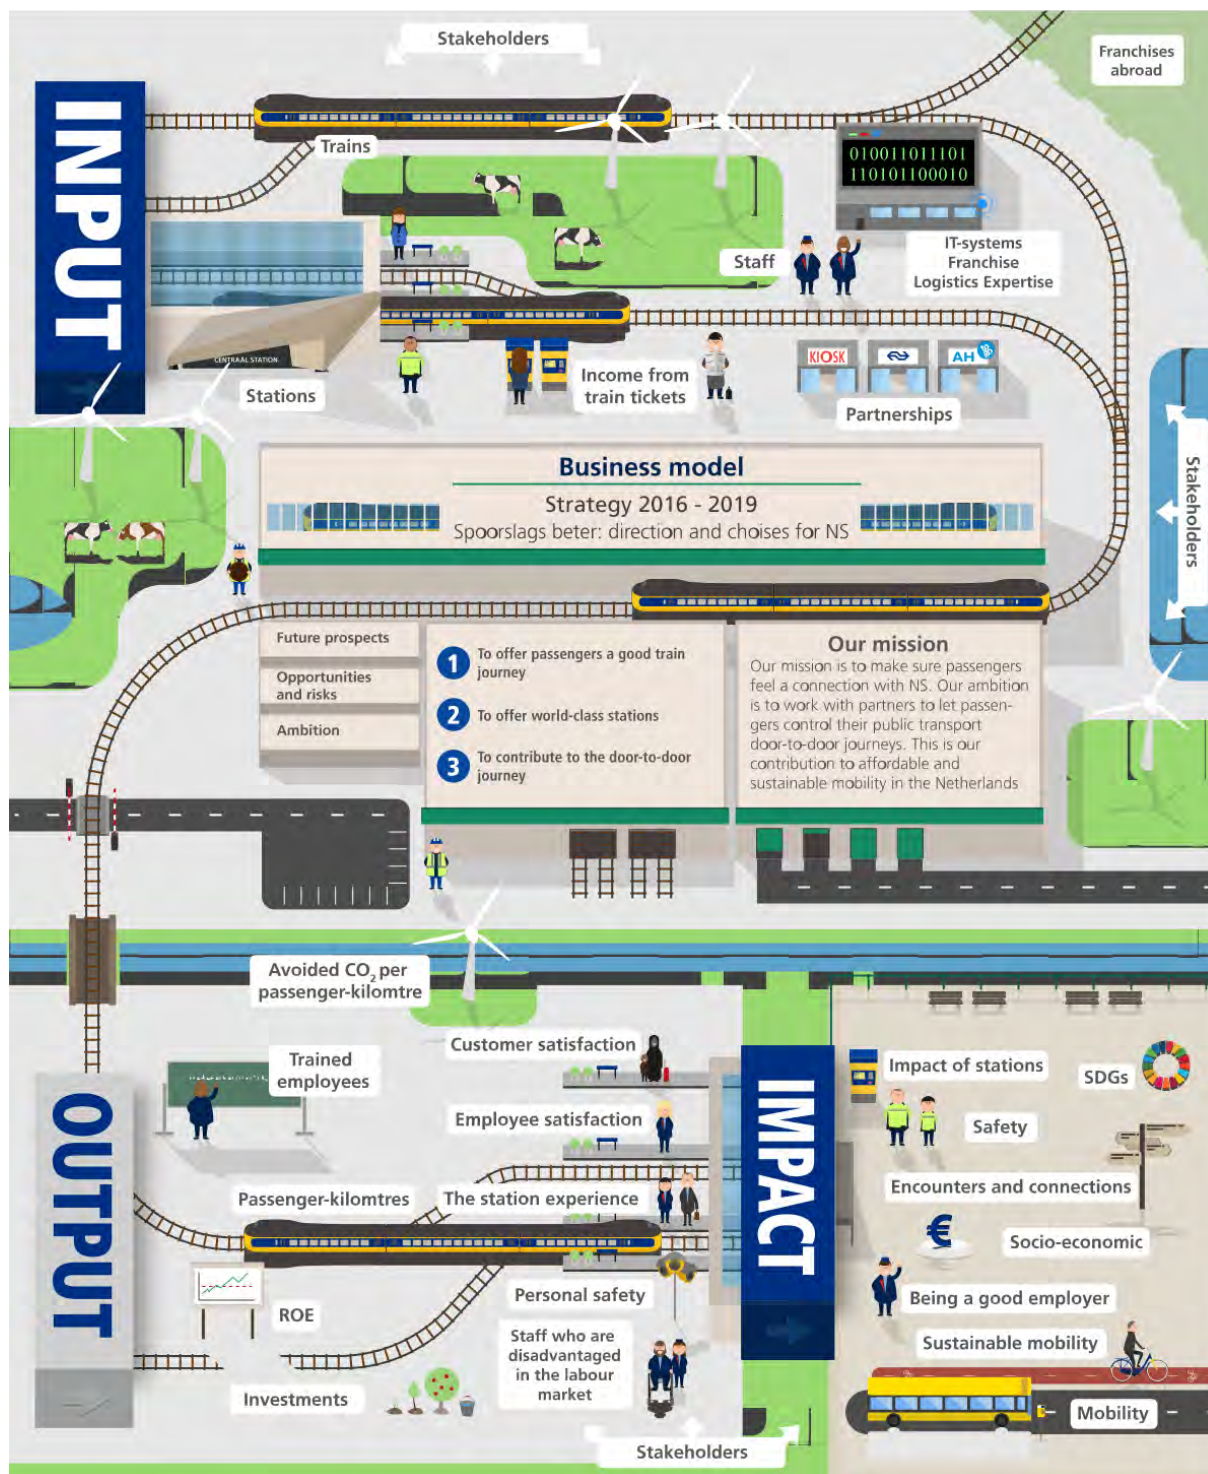 Stakeholders
Franchises
abroad
INPUT
Trains
010011011101
110101100010
IT-systems
Franchise
Logistics Expertise
Staff
CENTRAAL STATION
Stations
Income from
train tickets
KIOSK
AH
Partnerships
Stakeholders
Business model
Strategy 2016 - 2019
Spoorslags beter: direction and choises for NS
Future prospects
Opportunities
and risks
Ambition
1 To offer passengers a good train
journey
2 To offer world-class stations
3 To contribute to the door-to-door
journey
Our mission
Our mission is to make sure passengers
feel a connection with NS. Our ambition
is to work with partners to let passen-
gers control their public transport
door-to-door journeys. This is our
contribution to affordable and
sustainable mobility in the Netherlands
Avoided CO2 per
passenger-kilomtre
OUTPUT
Trained
employees
Customer satisfaction
Employee satisfaction
Passenger-kilomtres
The station experience
ROE
Personal safety
Staff who are
disadvantaged
in the labour
market
Investments
Stakeholders
IMPACT
Impact of stations
SDGs
Safety
Encounters and connections
€
Socio-economic
Being a good employer
Sustainable mobility
Mobility